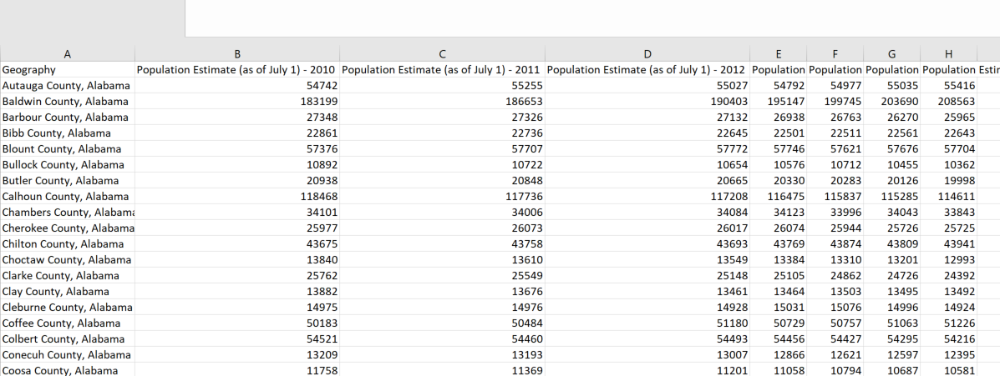 A B C D E F G H
Geography Population Estimate (as of July 1) - 2010 Population Estimate (as of July 1) - 2011 Population Estimate (as of July 1) - 2012 Population Population Population Population Estin
Autauga County, Alabama 54742 55255 55027 54792 54977 55035 55416
Baldwin County, Alabama 183199 186653 190403 195147 199745 203690 208563
Barbour County, Alabama 27348 27326 27132 26938 26763 26270 25965
Bibb County, Alabama 22861 22736 22645 22501 22511 22561 22643
Blount County, Alabama 57376 57707 57772 57746 57621 57676 57704
Bullock County, Alabama 10892 10722 10654 10576 10712 10455 10362
Butler County, Alabama 20938 20848 20665 20330 20283 20126 19998
Calhoun County, Alabama 118468 117736 117208 116475 115837 115285 114611
Chambers County, Alabama 34101 34006 34084 34123 33996 34043 33843
Cherokee County, Alabama 25977 26073 26017 26074 25944 25726 25725
Chilton County, Alabama 43675 43758 43693 43769 43874 43809 43941
Choctaw County, Alabama 13840 13610 13549 13384 13310 13201 12993
Clarke County, Alabama 25762 25549 25148 25105 24862 24726 24392
Clay County, Alabama 13882 13676 13461 13464 13503 13495 13492
Cleburne County, Alabama 14975 14976 14928 15031 15076 14996 14924
Coffee County, Alabama 50183 50484 51180 50729 50757 51063 51226
Colbert County, Alabama 54521 54460 54493 54456 54427 54295 54216
Conecuh County, Alabama 13209 13193 13007 12866 12621 12597 12395
Coosa County, Alabama 11758 11369 11201 11058 10794 10687 10581